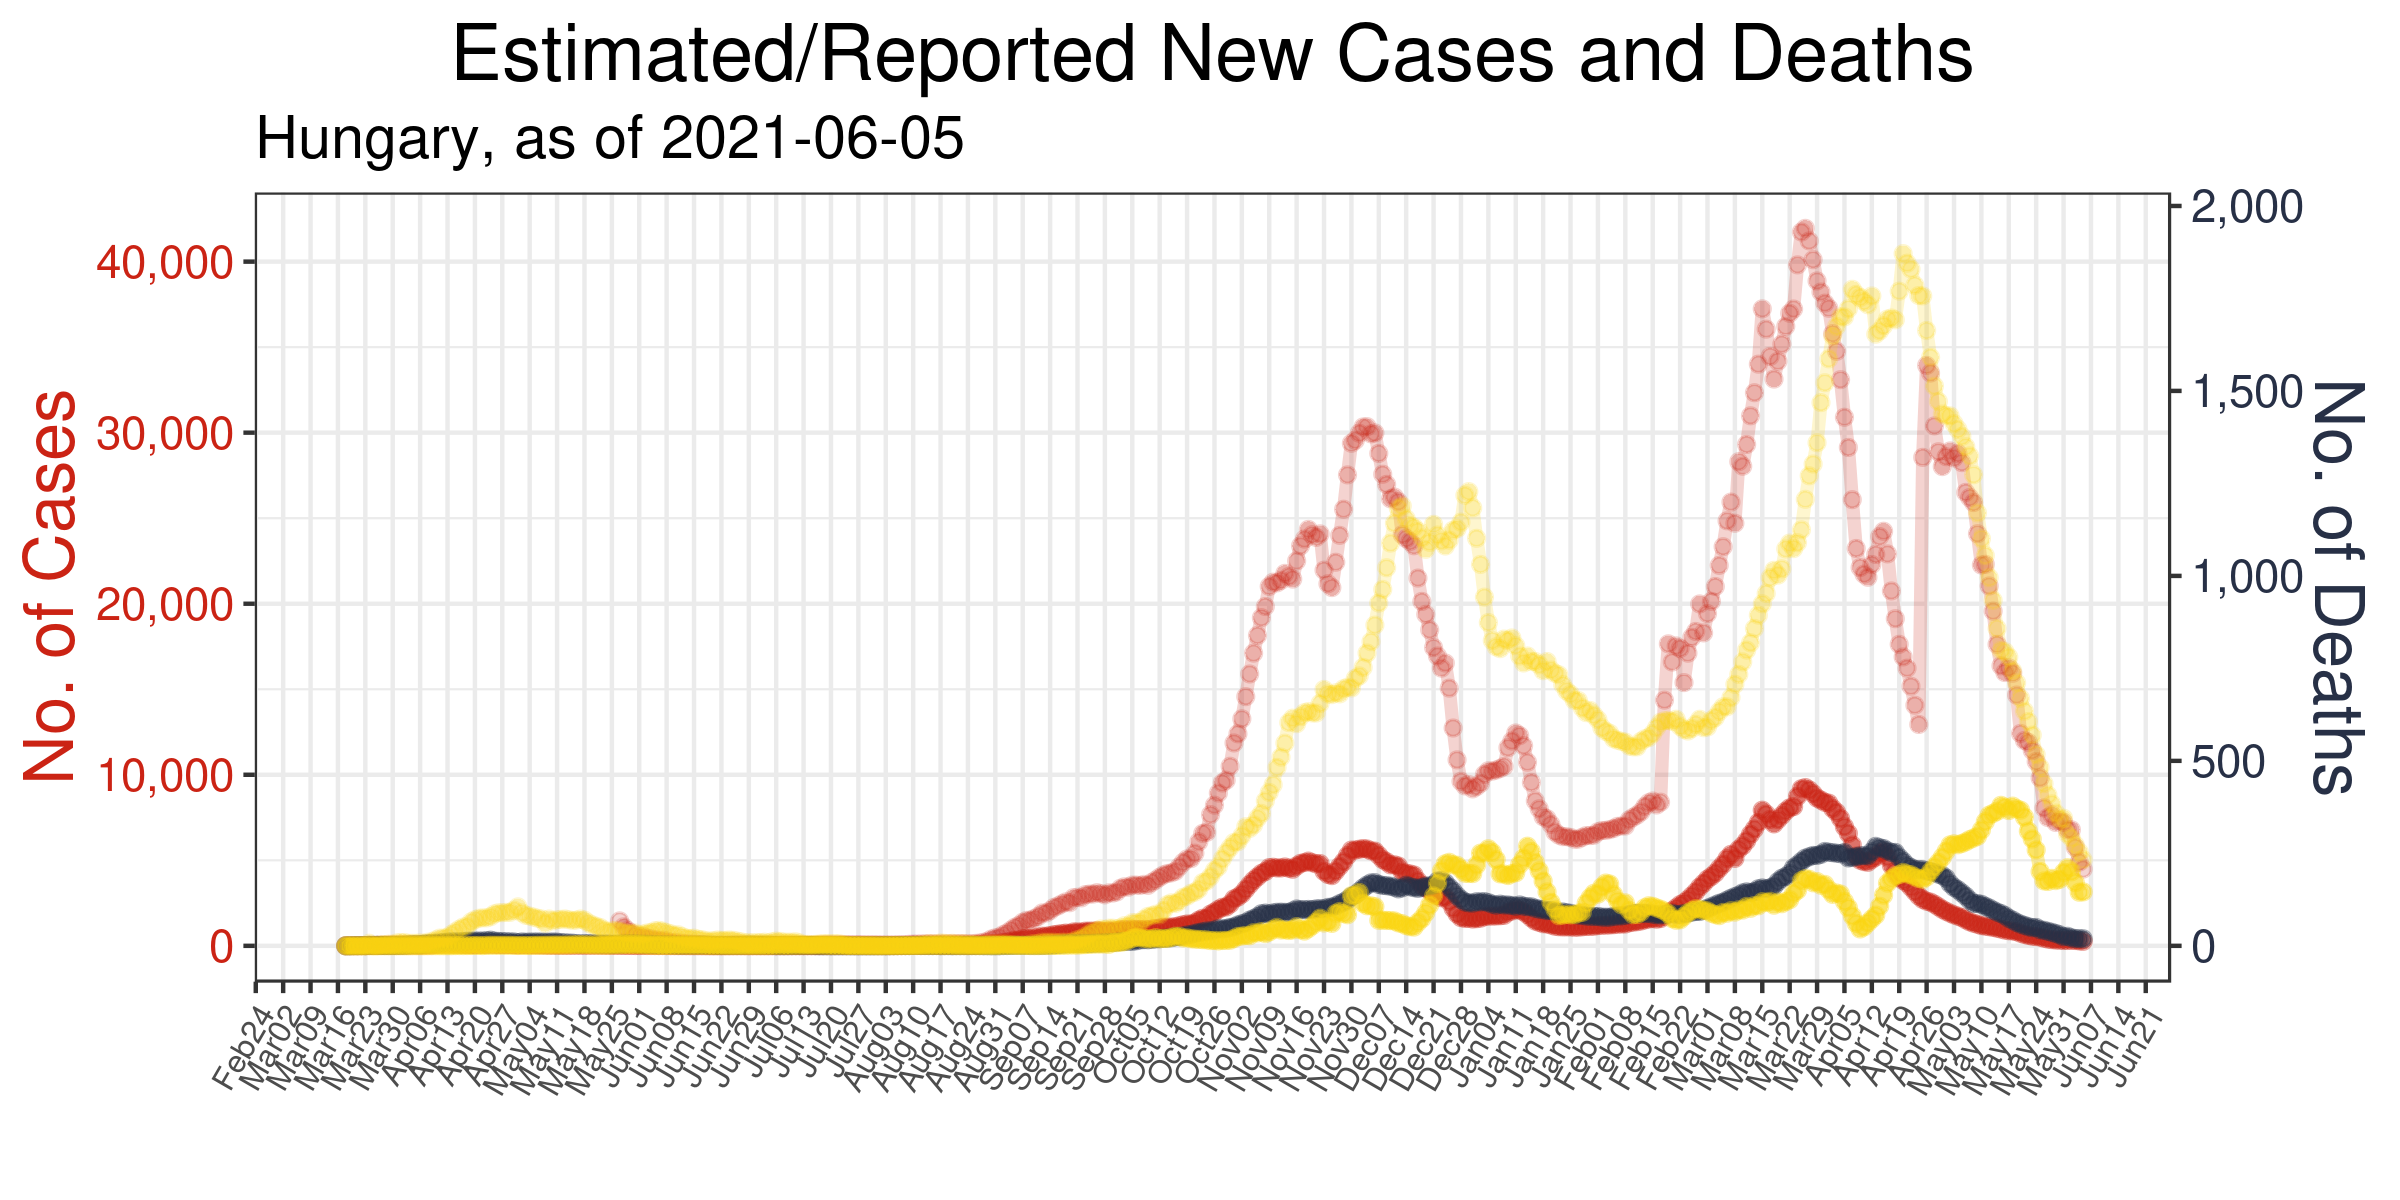 Estimated/Reported New Cases and Deaths
Hungary, as of 2021-06-05
No. of Cases
40,000
30,000
20,000
10,000
0
2,000
1,500
1,000
500
0
No. of Deaths
Feb24
Mar02
Mar09
Mar16
Mar23
Mar30
Apr06
Apr13
Apr20
Apr27
May04
May11
May18
May25
Jun01
Jun08
Jun15
Jun22
Jun29
Jul06
Jul13
Jul20
Jul27
Aug03
Aug10
Aug17
Aug24
Aug31
Sep07
Sep14
Sep21
Sep28
Oct05
Oct12
Oct19
Oct26
Nov02
Nov09
Nov16
Nov23
Nov30
Dec07
Dec14
Dec21
Dec28
Jan04
Jan11
Jan18
Jan25
Feb01
Feb08
Feb15
Feb22
Mar01
Mar08
Mar15
Mar22
Mar29
Apr05
Apr12
Apr19
Apr26
May03
May10
May17
May24
May31
Jun07
Jun14
Jun21